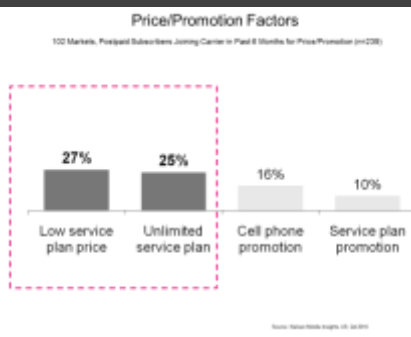 Price/Promotion Factors
102 Markets, Postpaid Subscribers Joining Carrier in Past 6 Months for Price/Promotion (n=239)
27%
25%
16%
10%
Low service plan price
Unlimited service plan
Cell phone promotion
Service plan promotion